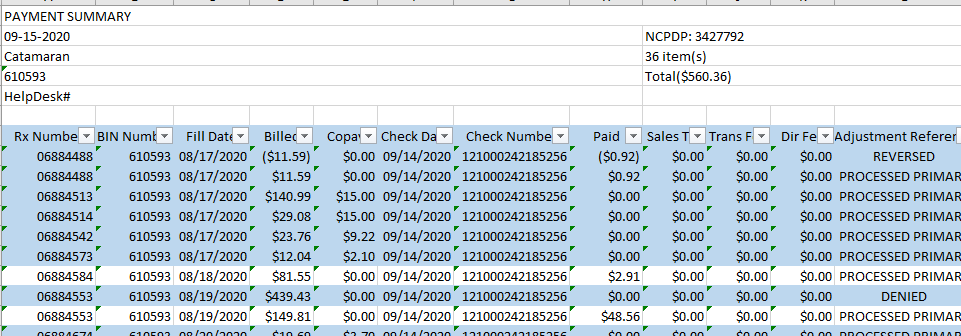 PAYMENT SUMMARY
09-15-2020 NCPDP: 3427792
Catamaran 36 item(s)
610593 Total($560.36)
HelpDesk#
Rx Numbe BIN Numb Fill Date Billed Copay Check Da Check Numbe Paid Sales T Trans F Dir Fe Adjustment Referer
06884488 610593 08/17/2020 ($11.59) $0.00 09/14/2020 121000242185256 ($0.92) $0.00 $0.00 $0.00 REVERSED
06884488 610593 08/17/2020 $11.59 $0.00 09/14/2020 121000242185256 $0.92 $0.00 $0.00 $0.00 PROCESSED PRIMAR
06884513 610593 08/17/2020 $140.99 $15.00 09/14/2020 121000242185256 $0.00 $0.00 $0.00 $0.00 PROCESSED PRIMAR
06884514 610593 08/17/2020 $29.08 $15.00 09/14/2020 121000242185256 $0.00 $0.00 $0.00 $0.00 PROCESSED PRIMAR
06884542 610593 08/17/2020 $23.76 $9.22 09/14/2020 121000242185256 $0.00 $0.00 $0.00 $0.00 PROCESSED PRIMAR
06884573 610593 08/17/2020 $12.04 $2.10 09/14/2020 121000242185256 $0.00 $0.00 $0.00 $0.00 PROCESSED PRIMAR
06884584 610593 08/18/2020 $81.55 $0.00 09/14/2020 121000242185256 $2.91 $0.00 $0.00 $0.00 PROCESSED PRIMAR
06884553 610593 08/19/2020 $439.43 $0.00 09/14/2020 121000242185256 $0.00 $0.00 $0.00 $0.00 DENIED
06884553 610593 08/19/2020 $149.81 $0.00 09/14/2020 121000242185256 $48.56 $0.00 $0.00 $0.00 PROCESSED PRIMAR